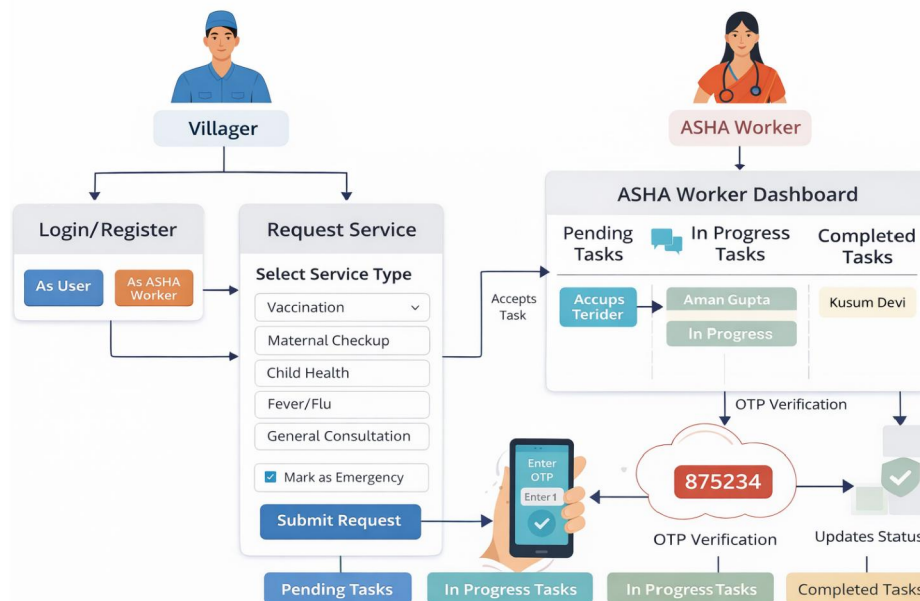 Villager
ASHA Worker
Login/Register
As User
As ASHA
Worker
Request Service
Select Service Type
Vaccination
Maternal Checkup
Child Health
Fever/Flu
General Consultation
Mark as Emergency
Submit Request
Accepts
Task
ASHA Worker Dashboard
Pending
Tasks
In Progress
Tasks
Completed
Tasks
Accups
Terider
Aman Gupta
In Progress
Kusum Devi
OTP Verification
Enter
OTP
Enter1
875234
OTP Verification
Updates Status
Pending Tasks
In Progress Tasks
In Progress Tasks
Completed Tasks